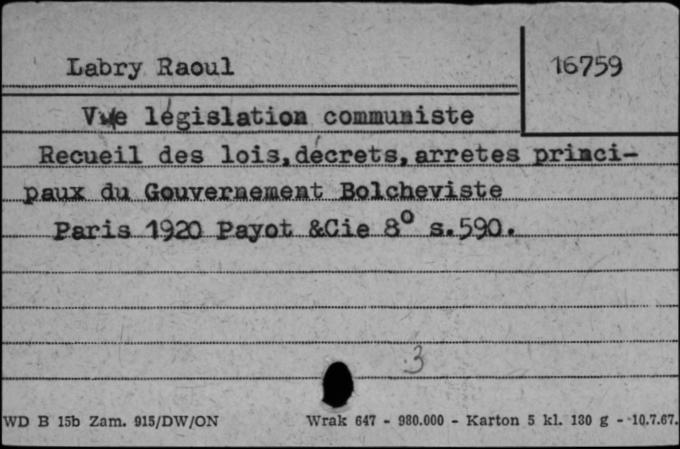 Labry Raoul
16759
Vue législation communiste
Recueil des lois,décrets,arretes princi-
paux du Gouvernement Bolcheviste
Paris 1920 Payot &Cie 8° s.590.
3
WD B 15b Zam. 915/DW/ON Wrak 647 - 980.000 - Karton 5 kl. 180 g - 10.7.67.